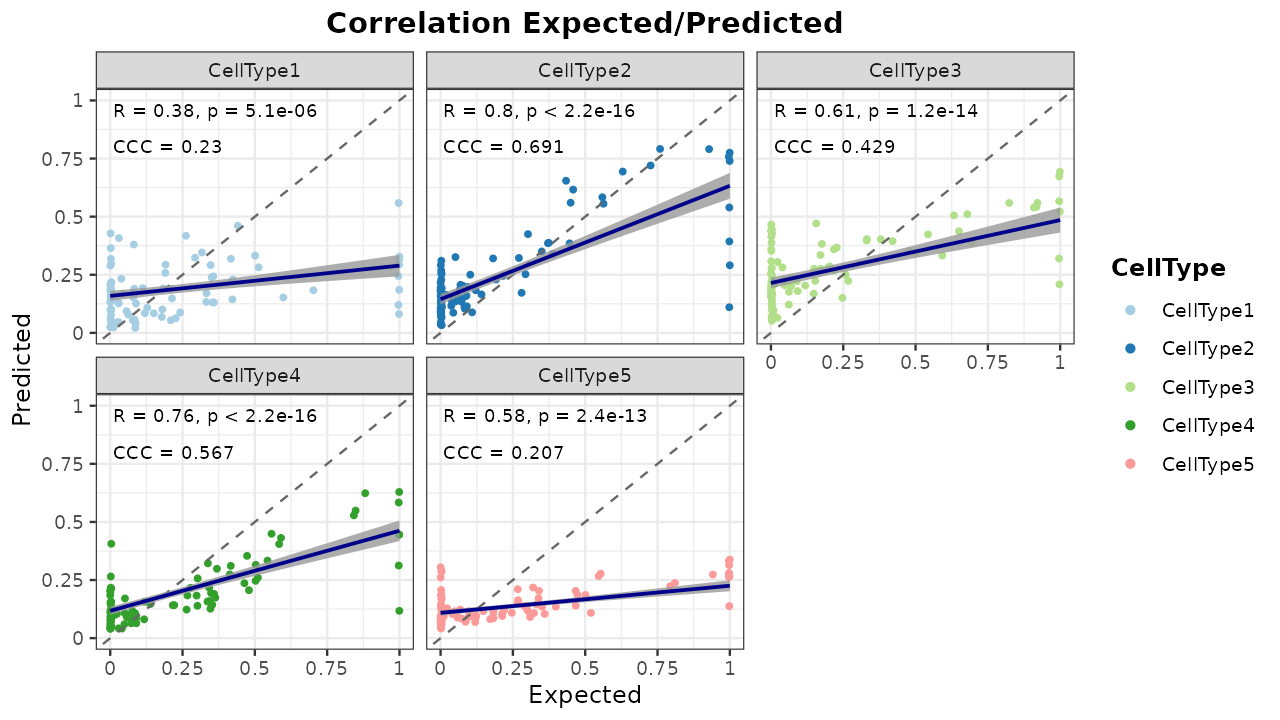 Correlation Expected/Predicted
CellType1
CellType2
CellType3
R = 0.38, p = 5.1e-06
CCC = 0.23
R = 0.8, p < 2.2e-16
CCC = 0.691
R = 0.61, p = 1.2e-14
CCC = 0.429
1
0.75
0.5
0.25
0
0
0.25
0.5
0.75
1
CellType4
CellType5
R = 0.76, p < 2.2e-16
CCC = 0.567
R = 0.58, p = 2.4e-13
CCC = 0.207
1
0.75
0.5
0.25
0
0
0.25
0.5
0.75
1
0
0.25
0.5
0.75
1
Expected
Predicted
CellType
CellType1
CellType2
CellType3
CellType4
CellType5